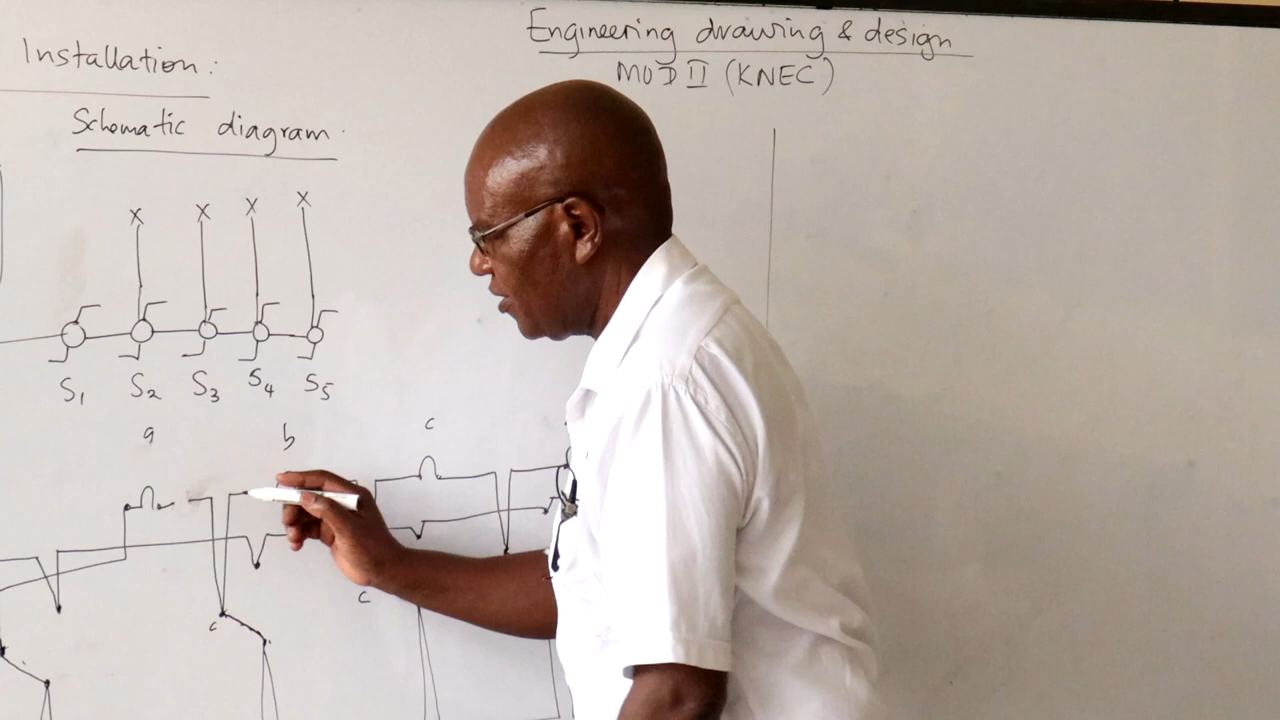 Engineering drawing & design
MOD II (KNEC)
Installation:
Schematic diagram.
X X X X
S1 S2 S3 S4 S5
a b c
c c